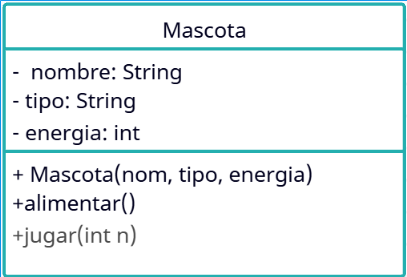 Mascota
- nombre: String
- tipo: String
- energia: int
+ Mascota(nom, tipo, energia)
+alimentar()
+jugar(int n)